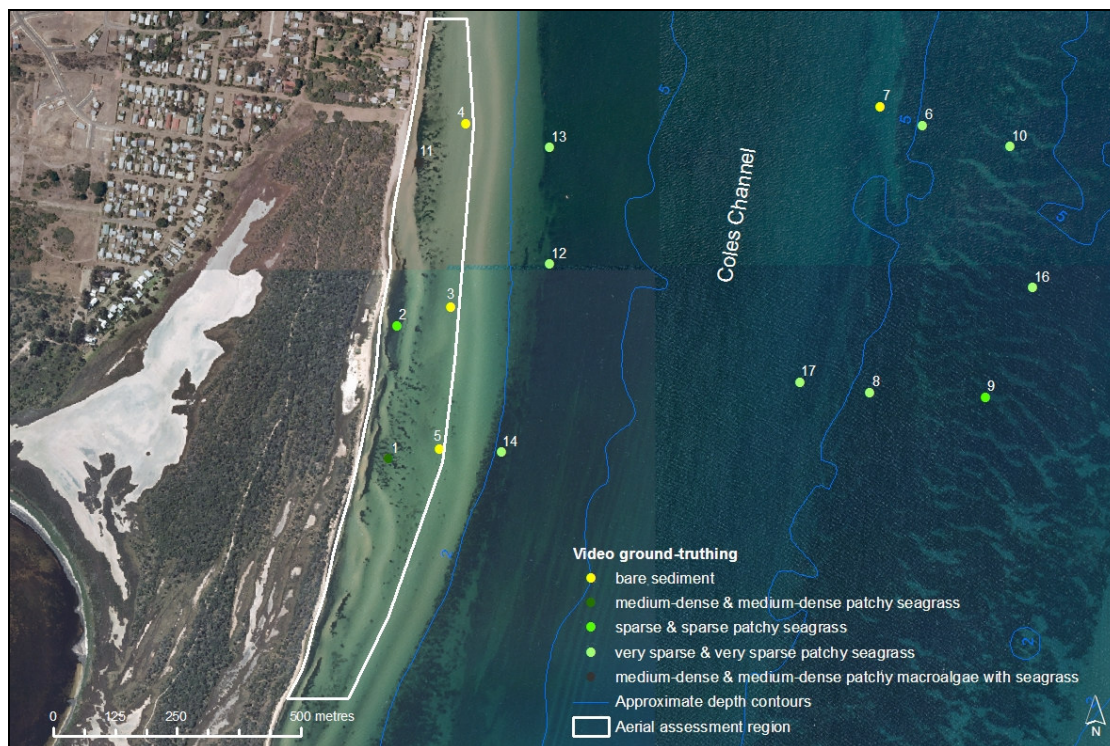 4
13
11
7
5
6
10
5
5
12
Coles Channel
16
3
2
17
8
9
5
1
14
2
Video ground-truthing
bare sediment
medium-dense & medium-dense patchy seagrass
sparse & sparse patchy seagrass
very sparse & very sparse patchy seagrass
medium-dense & medium-dense patchy macroalgae with seagrass
Approximate depth contours
Aerial assessment region
2
0 125 250 500 metres
N